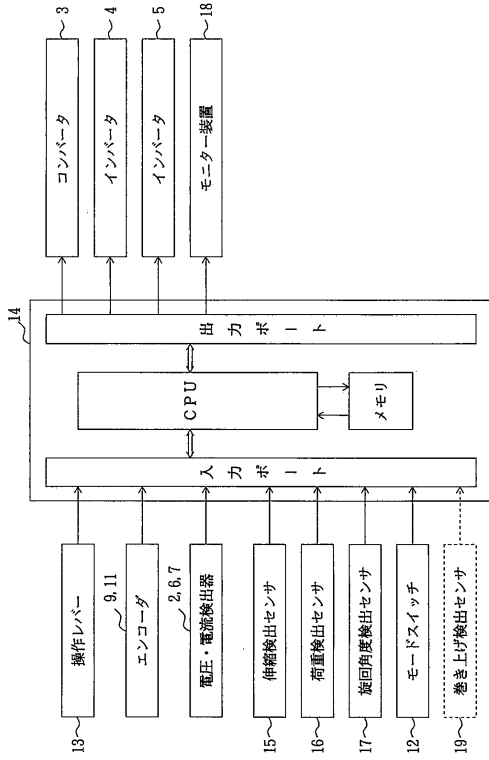 13
操作レバー
9,11
エンコーダ
2,6,7
電圧・電流検出器
15
伸縮検出センサ
16
荷重検出センサ
17
旋回角度検出センサ
12
モードスイッチ
19
巻き上げ検出センサ
14
入力ポート
CPU
メモリ
出力ポート
コンバータ
3
インバータ
4
インバータ
5
モニター装置
18